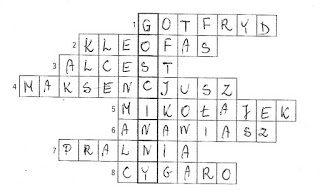 1 GOTFRYD
2 KLEOFAS
3 ALCEST
4 MAKSENCJUSZ
5 MIKOŁAJEK
6 ANANIASZ
7 PRALNIA
8 CYGARO